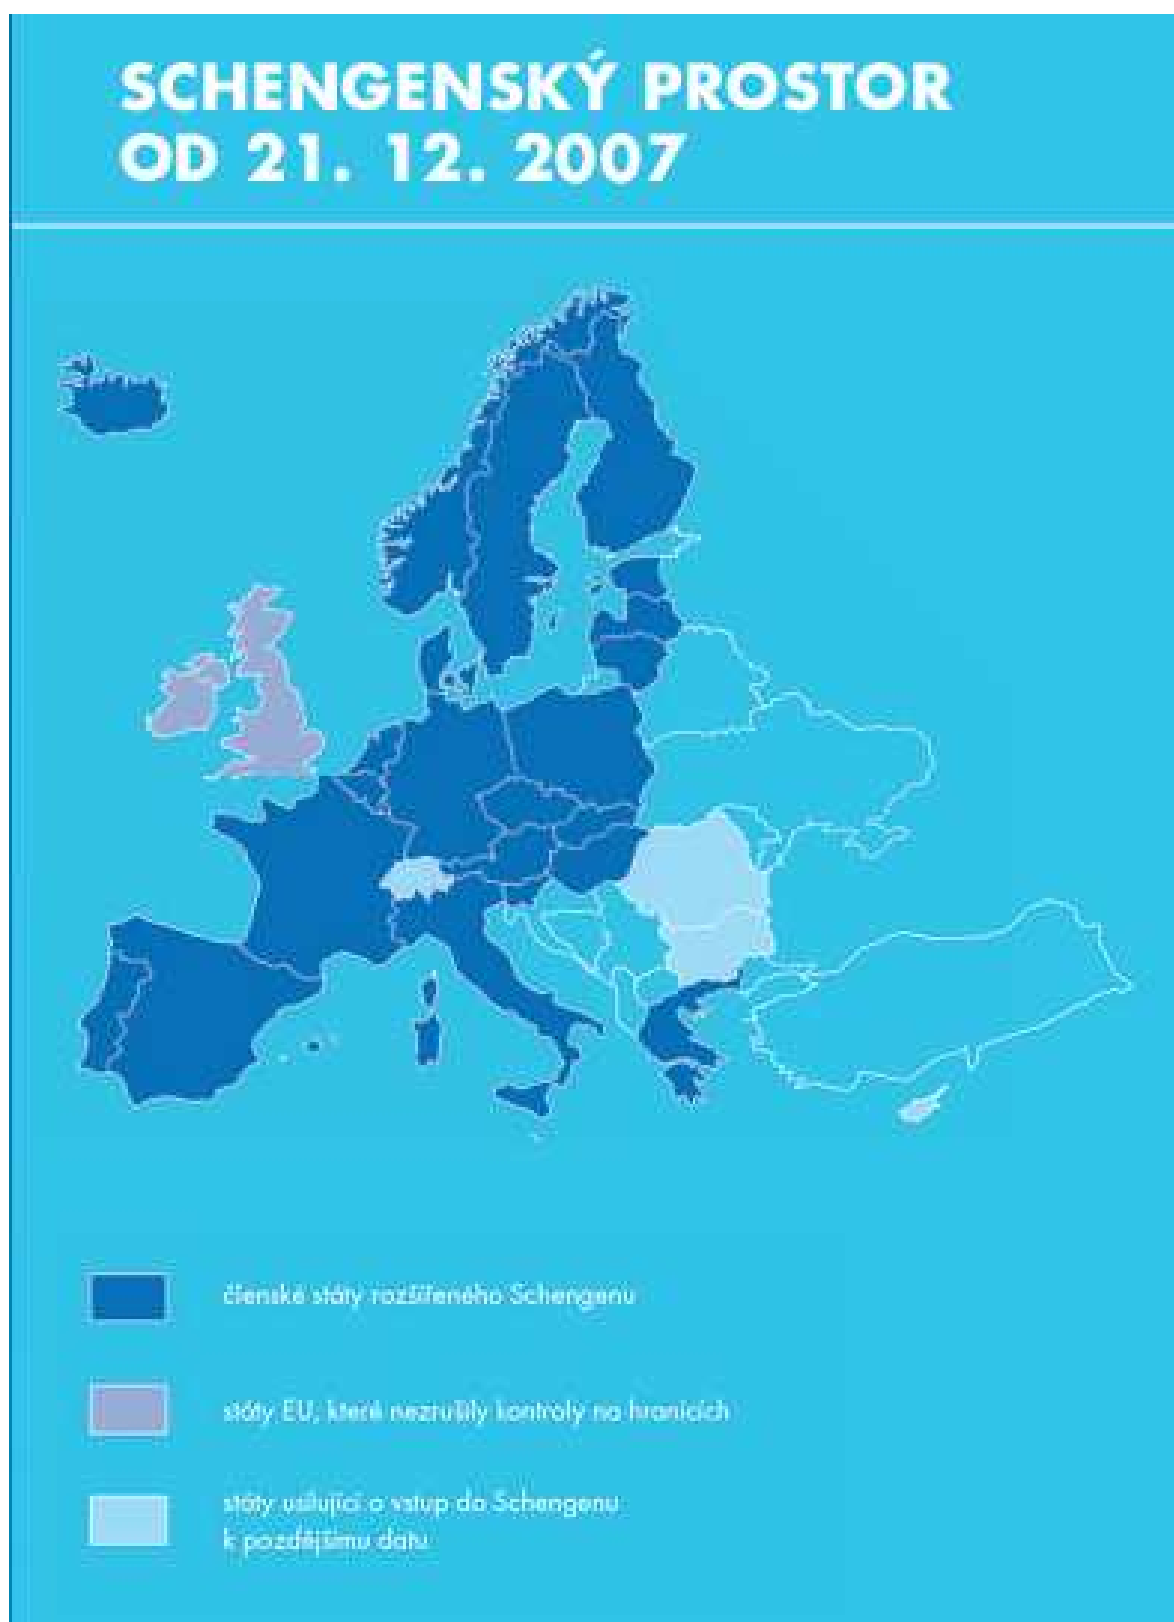 SCHENGENSKÝ PROSTOR
OD 21. 12. 2007
členské státy rozšířeného Schengenu
státy EU, které nezrušily kontroly na hranicích
státy usilující o vstup do Schengenu
k pozdějšímu datu